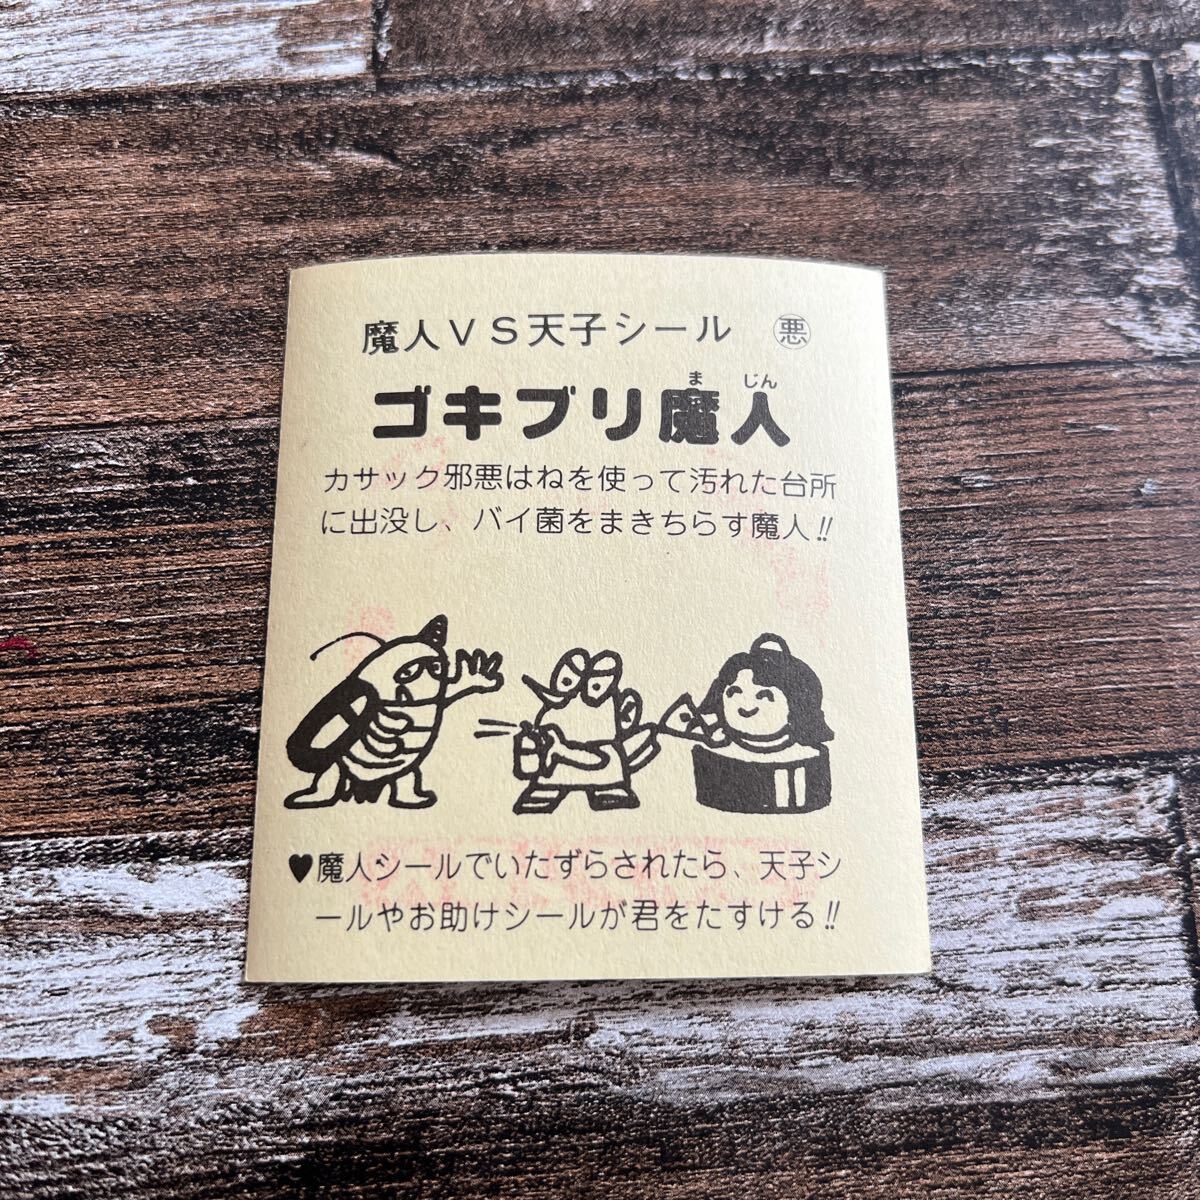 魔人VS天子シール ㊝悪
ゴキブリ魔人
まじん
カサック邪悪はねを使って汚れた台所
に出没し、バイ菌をまきちらす魔人!!
♥魔人シールでいたずらされたら、天子シ
ールやお助けシールが君をたすける!!